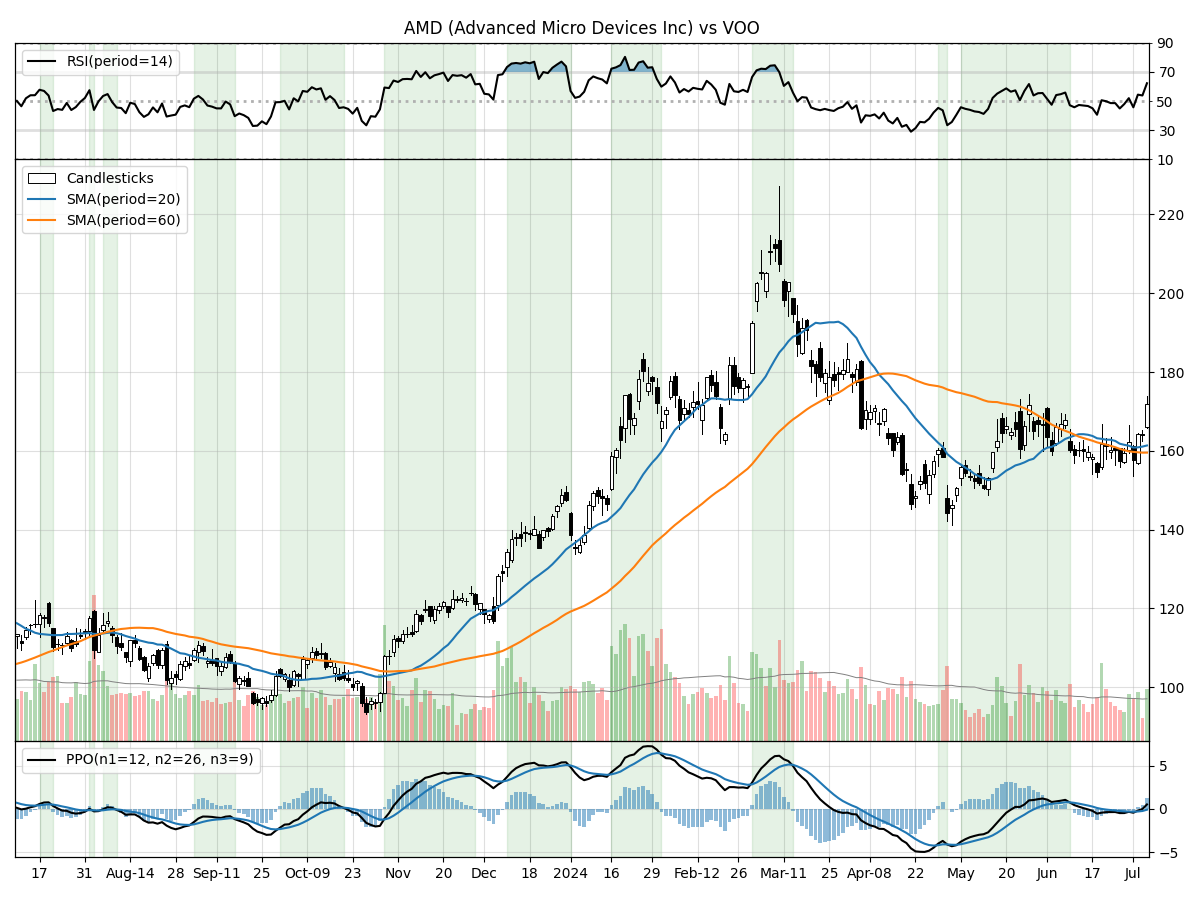 AMD (Advanced Micro Devices Inc) vs VOO
RSI(period=14)
90
70
50
30
10
Candlesticks
SMA(period=20)
SMA(period=60)
220
200
180
160
140
120
100
PPO(n1=12, n2=26, n3=9)
5
0
−5
17 31 Aug-14 28 Sep-11 25 Oct-09 23 Nov 20 Dec 18 2024 16 29 Feb-12 26 Mar-11 25 Apr-08 22 May 20 Jun 17 Jul